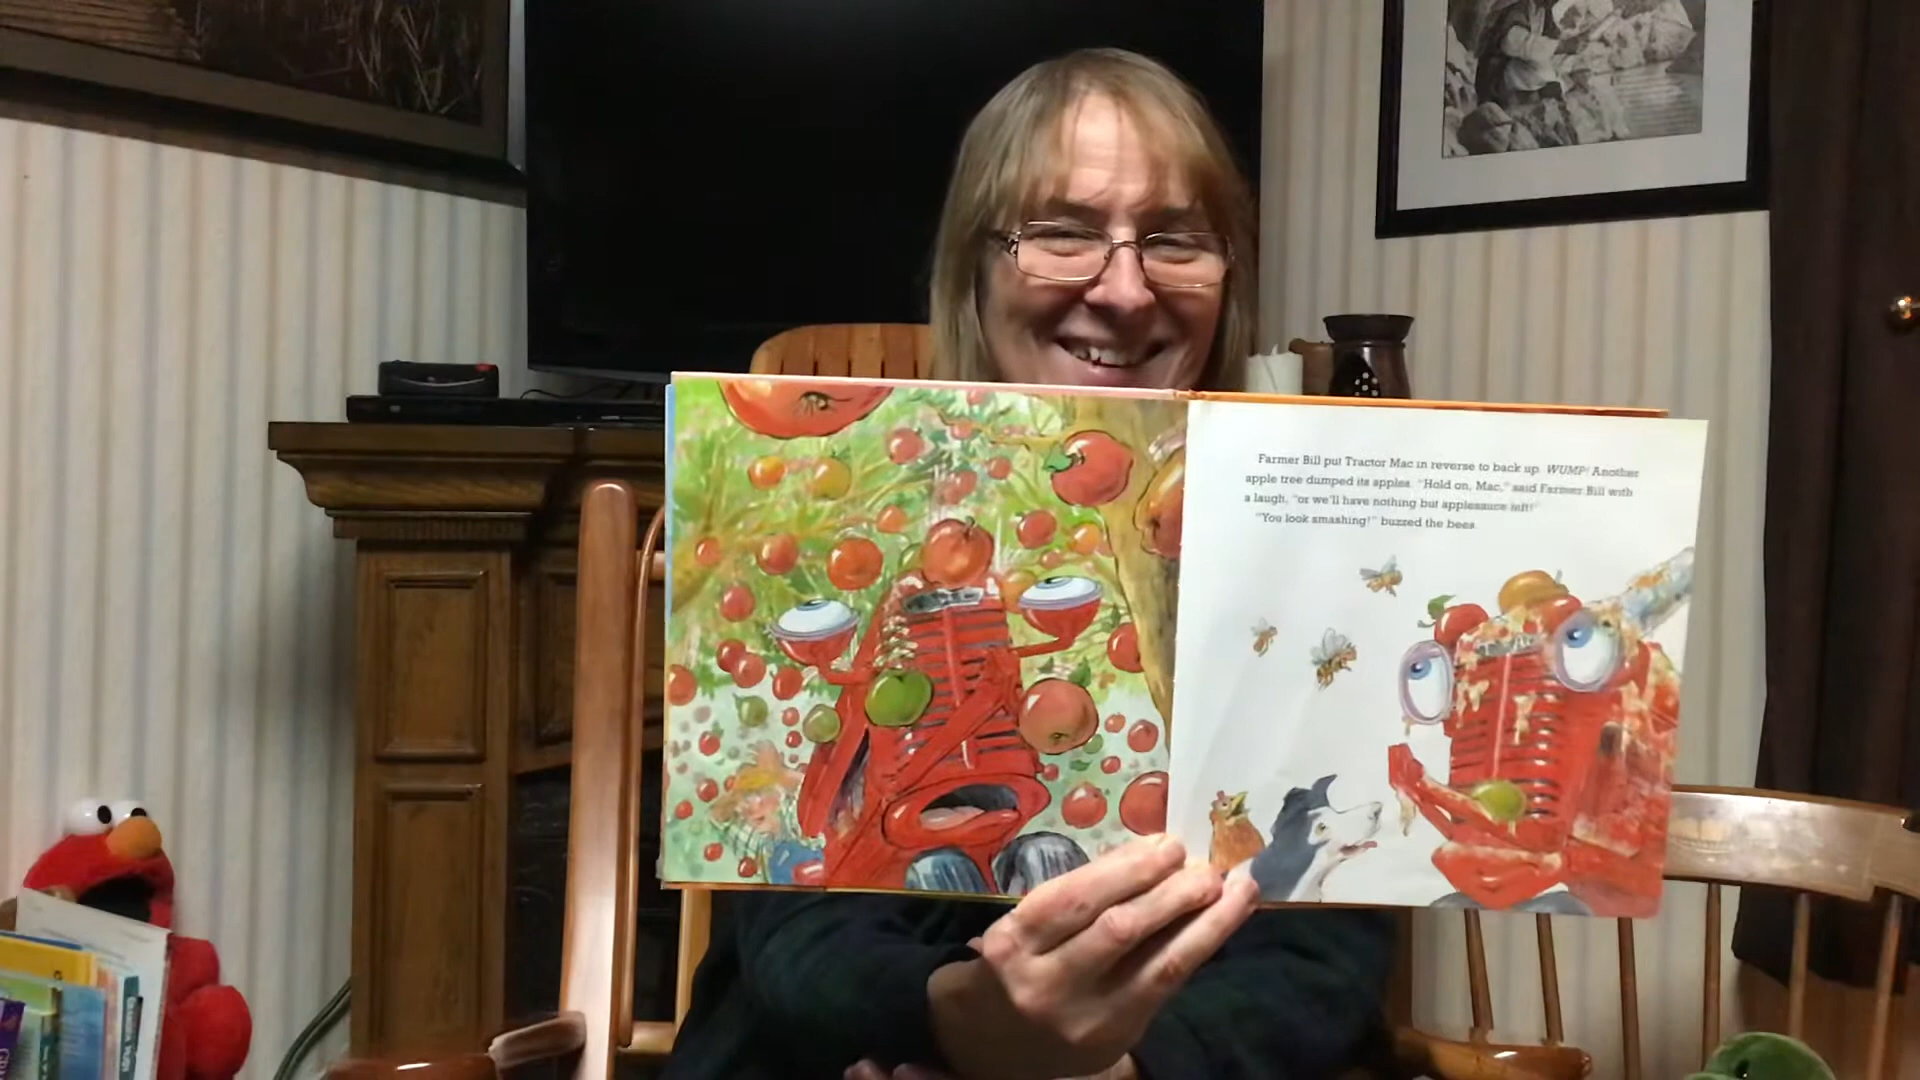 Farmer Bill put Tractor Mac in reverse to back up. WUMP! Another
apple tree dumped its apples. "Hold on, Mac," said Farmer Bill with
a laugh, "or we'll have nothing but applesauce left!"
"You look smashing!" buzzed the bees.